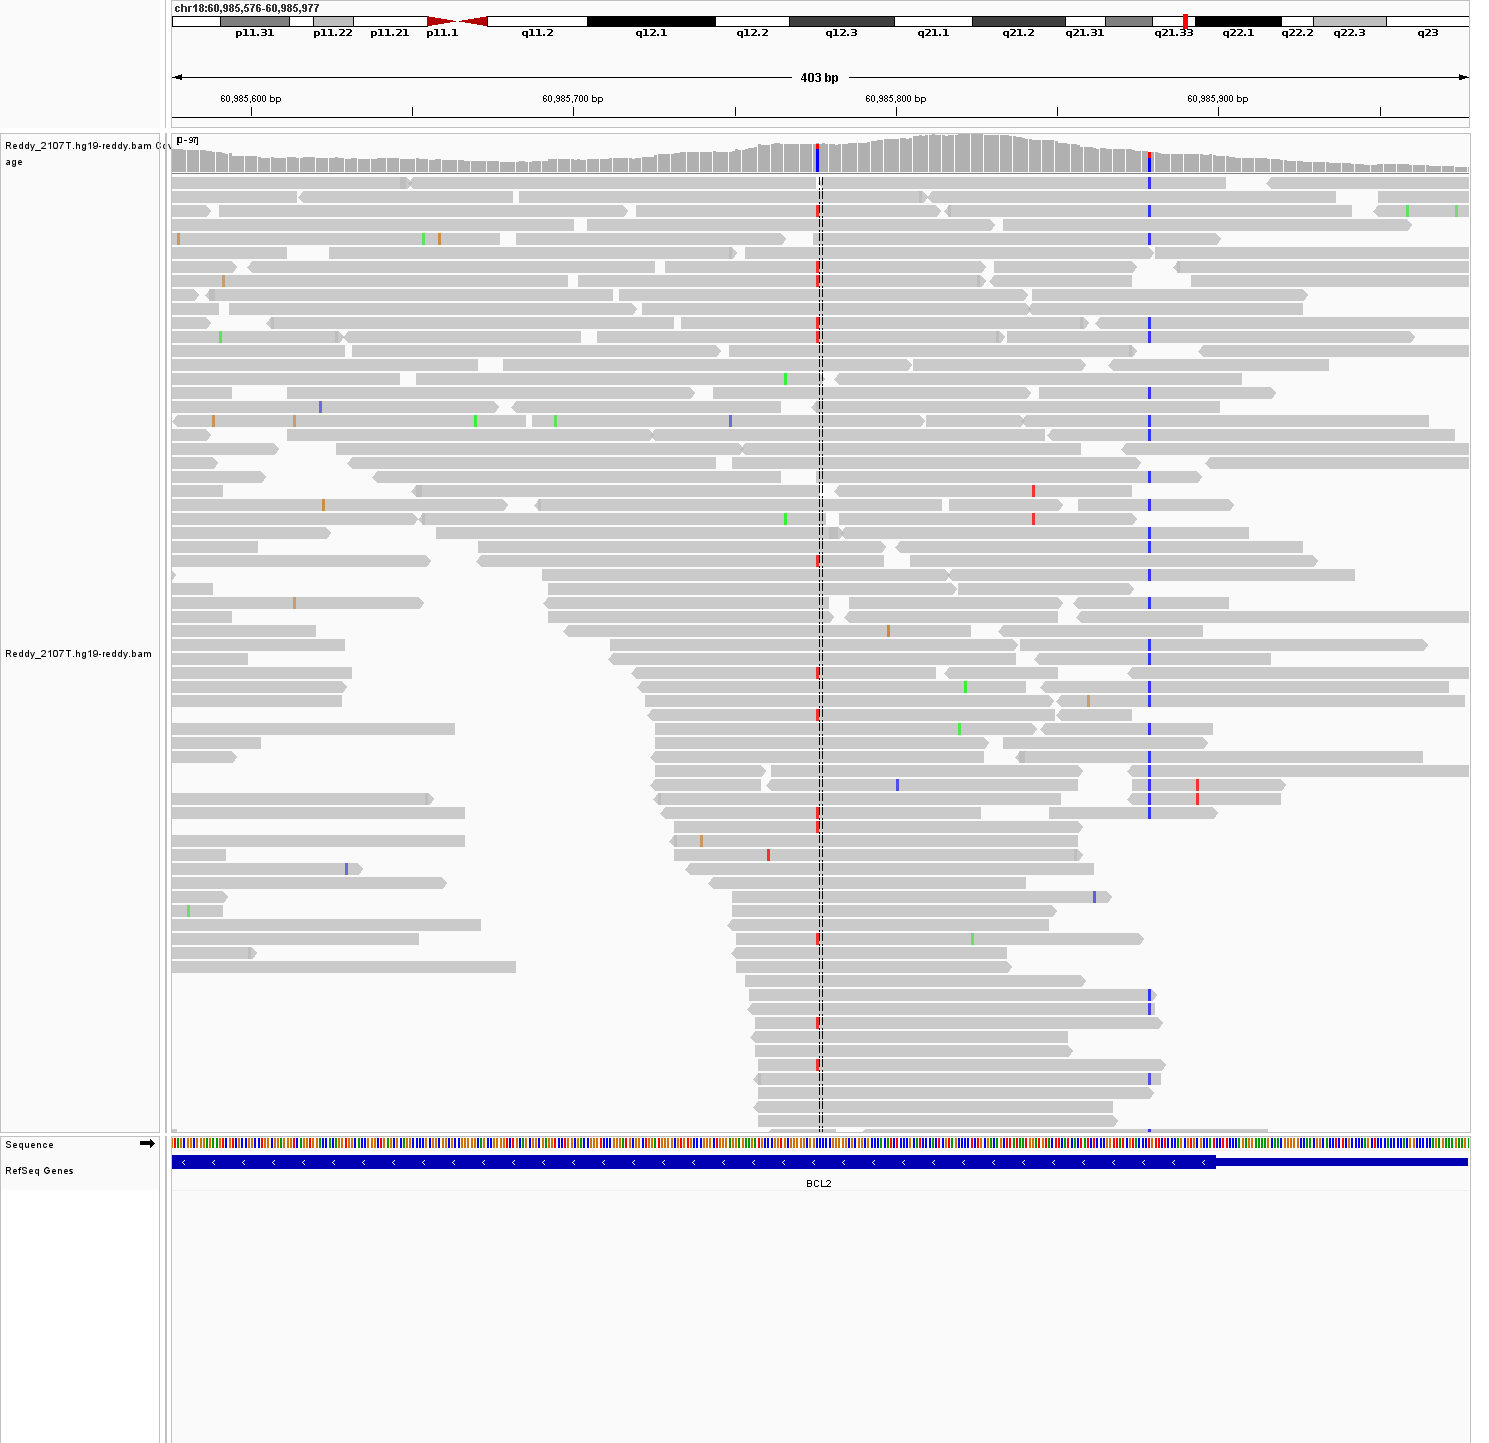 chr18:60,985,576-60,985,977
p11.31 p11.22 p11.21 p11.1 q11.2 q12.1 q12.2 q12.3 q21.1 q21.2 q21.31 q21.33 q22.1 q22.2 q22.3 q23
403 bp
60,985,600 bp 60,985,700 bp 60,985,800 bp 60,985,900 bp
Reddy_2107T.hg19-reddy.bam Cov
age
[0 - 97]
Reddy_2107T.hg19-reddy.bam
Sequence
RefSeq Genes
BCL2